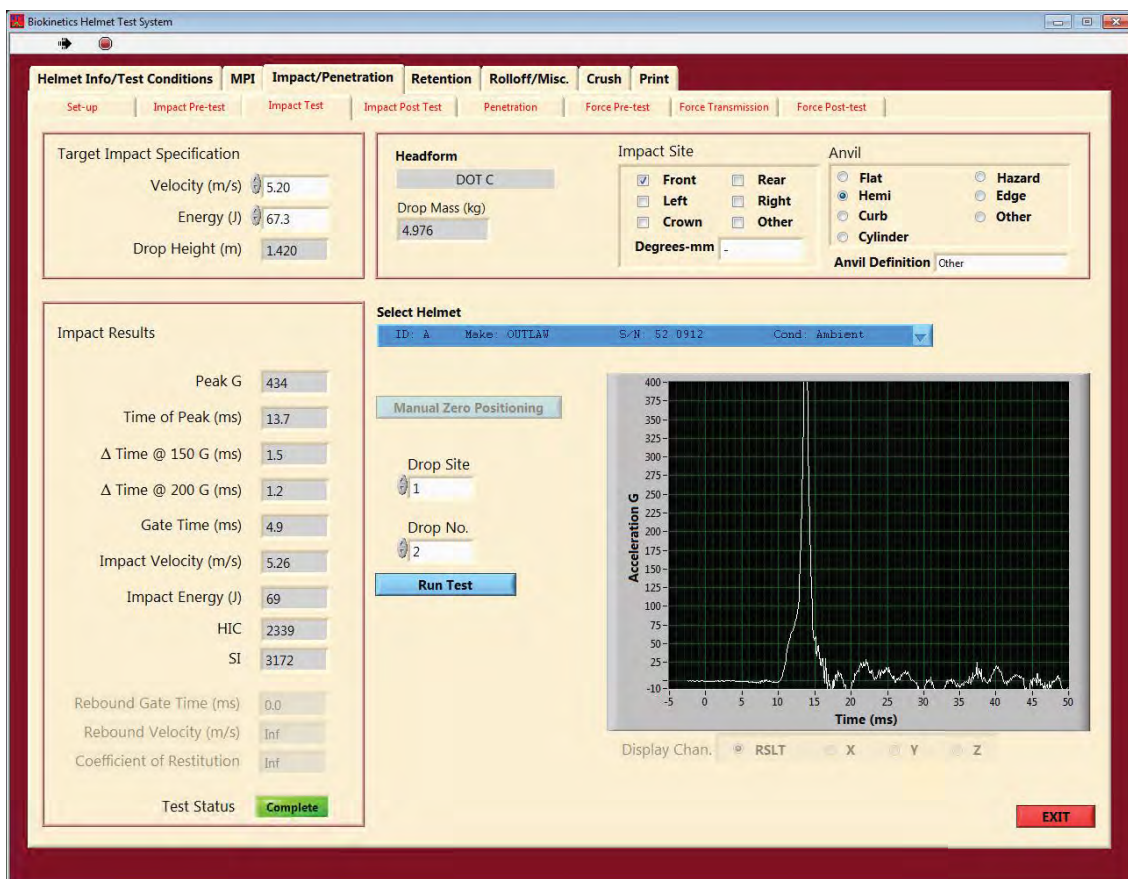 Biokinetics Helmet Test System
Helmet Info/Test Conditions MPI Impact/Penetration Retention Rolloff/Misc. Crush Print
Set-up Impact Pre-test Impact Test Impact Post Test Penetration Force Pre-test Force Transmission Force Post-test
Target Impact Specification
Velocity (m/s) 5.20
Energy (J) 67.3
Drop Height (m) 1.420
Headform
DOT C
Drop Mass (kg)
4.976
Impact Site
Front Rear
Left Right
Crown Other
Degrees-mm -
Anvil
Flat Hazard
Hemi Edge
Curb Other
Cylinder
Anvil Definition Other
Select Helmet
ID: A Make: OUTLAW S/N 52 0912 Cond: Ambient
Impact Results
Peak G 434
Time of Peak (ms) 13.7
Δ Time @ 150 G (ms) 1.5
Δ Time @ 200 G (ms) 1.2
Gate Time (ms) 4.9
Impact Velocity (m/s) 5.26
Impact Energy (J) 69
HIC 2339
SI 3172
Rebound Gate Time (ms) 0.0
Rebound Velocity (m/s) Inf
Coefficient of Restitution Inf
Test Status Complete
Manual Zero Positioning
Drop Site
1
Drop No.
2
Run Test
Acceleration G
400
375
350
325
300
275
250
225
200
175
150
125
100
75
50
25
-10
-5 0 5 10 15 20 25 30 35 40 45 50
Time (ms)
Display Chan. RSLT X Y Z
EXIT